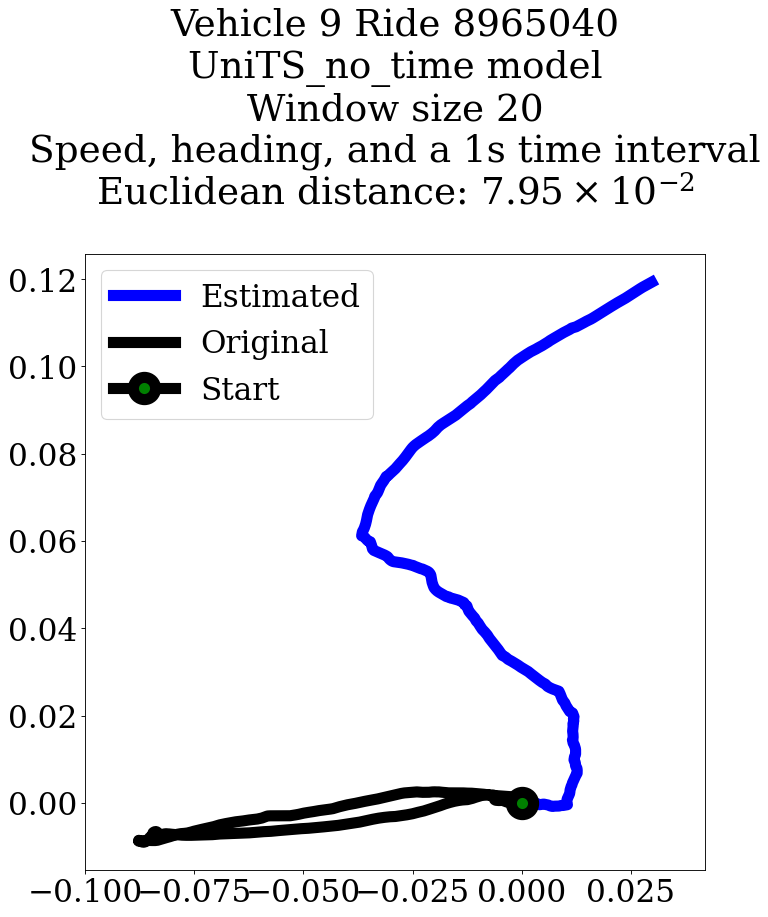 Vehicle 9 Ride 8965040
UniTS_no_time model
Window size 20
Speed, heading, and a 1s time interval
Euclidean distance: 7.95 × 10⁻²
Estimated
Original
Start
0.12
0.10
0.08
0.06
0.04
0.02
0.00
−0.100 −0.075 −0.050 −0.025 0.000 0.025